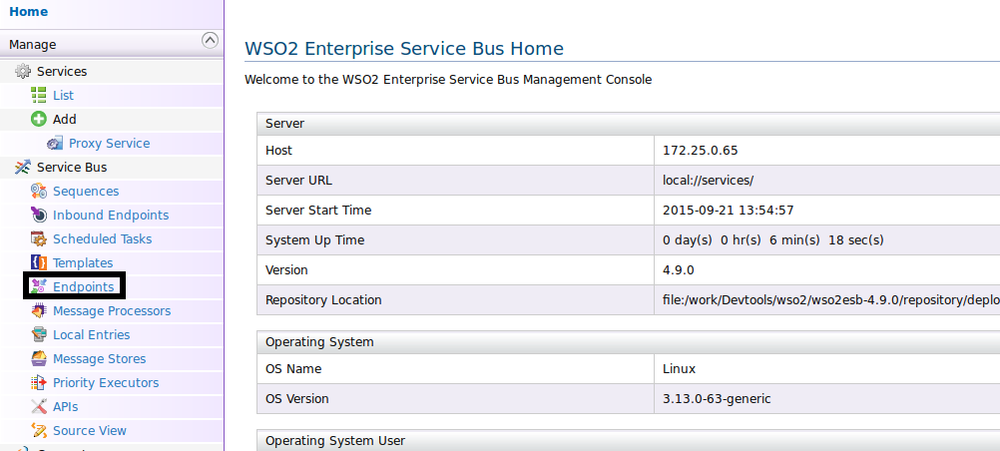 Home
Manage
Services
List
Add
Proxy Service
Service Bus
Sequences
Inbound Endpoints
Scheduled Tasks
Templates
Endpoints
Message Processors
Local Entries
Message Stores
Priority Executors
APIs
Source View
WSO2 Enterprise Service Bus Home
Welcome to the WSO2 Enterprise Service Bus Management Console
Server
Host 172.25.0.65
Server URL local://services/
Server Start Time 2015-09-21 13:54:57
System Up Time 0 day(s) 0 hr(s) 6 min(s) 18 sec(s)
Version 4.9.0
Repository Location file:/work/Devtools/wso2/wso2esb-4.9.0/repository/deplo
Operating System
OS Name Linux
OS Version 3.13.0-63-generic
Operating System User